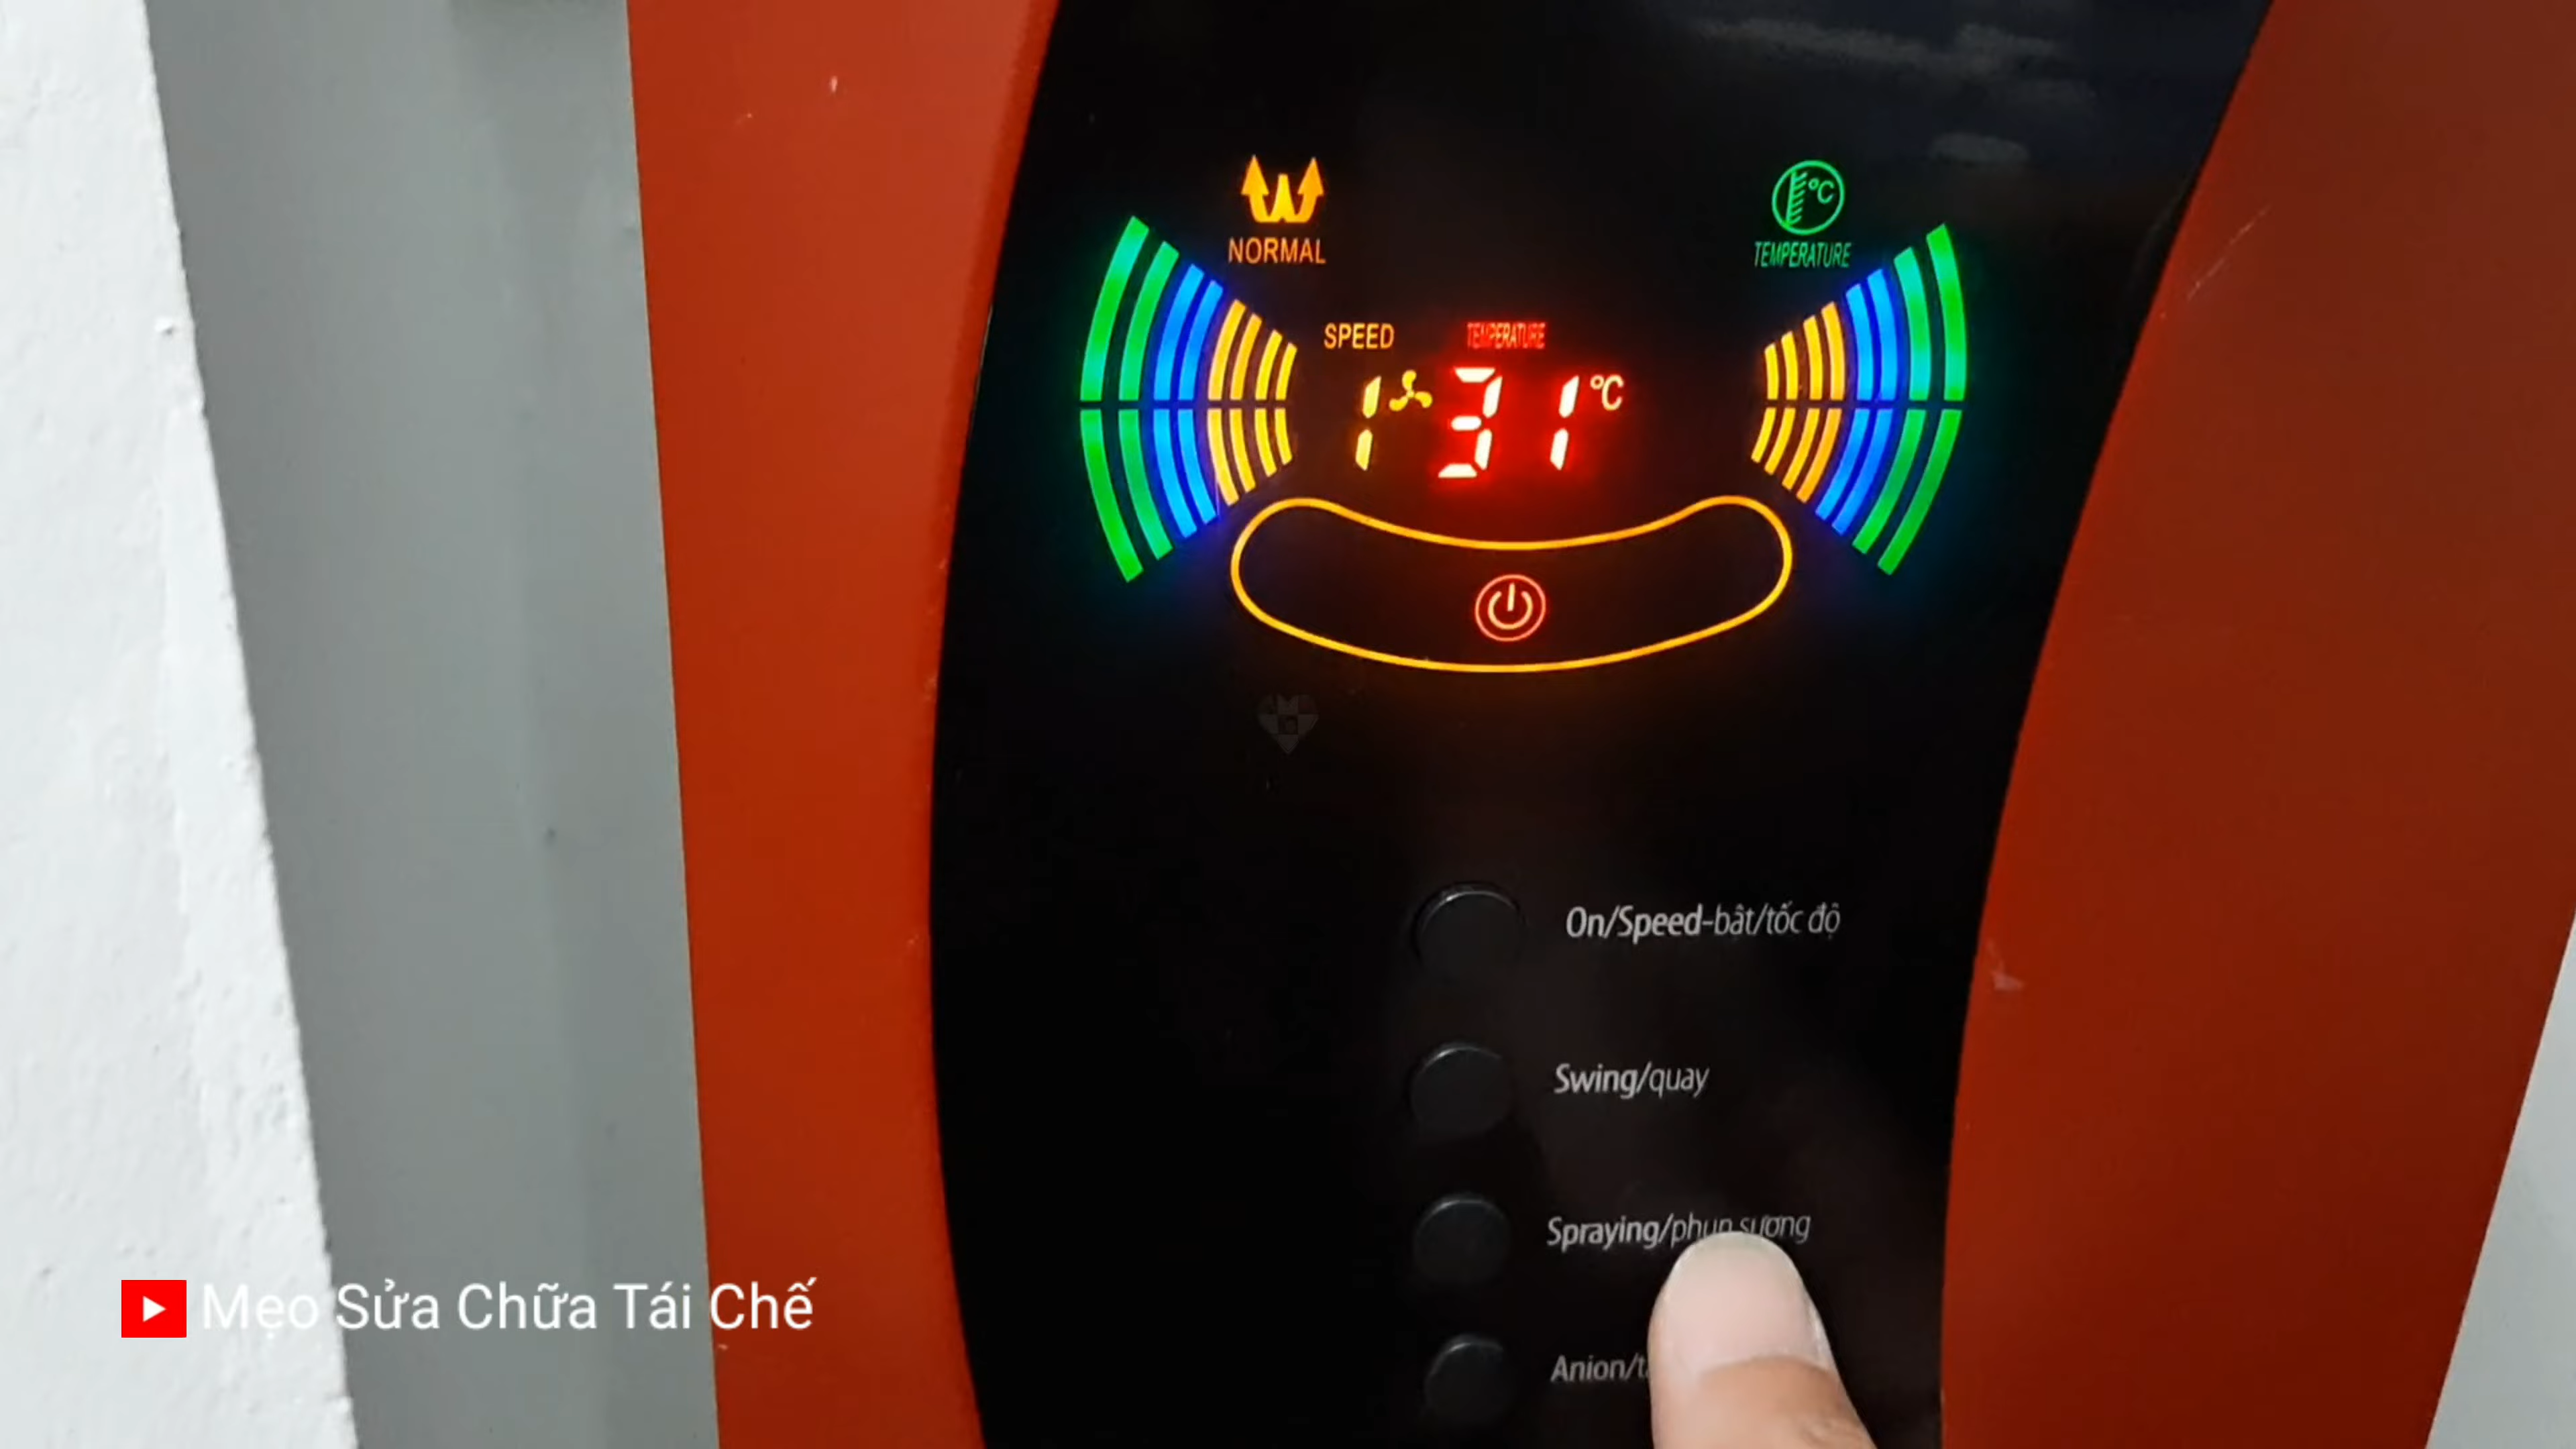 NORMAL
°C
TEMPERATURE
SPEED
TEMPERATURE
1 31 °C
On/Speed-bật/tốc độ
Swing/quay
Spraying/phun sương
Anion/
Mẹo Sửa Chữa Tái Chế